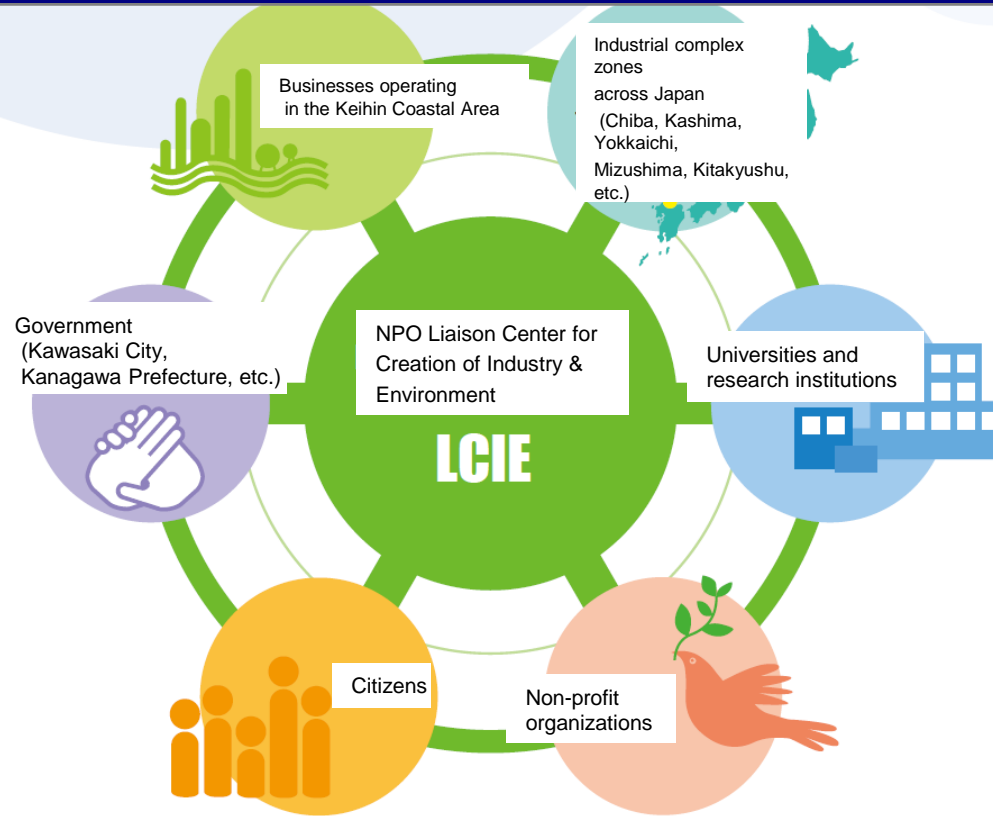 Businesses operating
in the Keihin Coastal Area
Industrial complex
zones
across Japan
(Chiba, Kashima,
Yokkaichi,
Mizushima, Kitakyushu,
etc.)
Government
(Kawasaki City,
Kanagawa Prefecture, etc.)
NPO Liaison Center for
Creation of Industry &
Environment
LCIE
Universities and
research institutions
Citizens
Non-profit
organizations